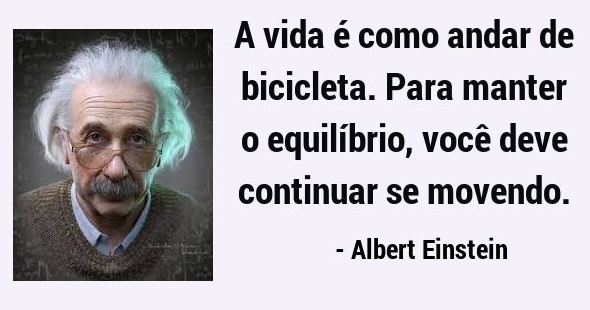 A vida é como andar de
bicicleta. Para manter
o equilíbrio, você deve
continuar se movendo.
- Albert Einstein